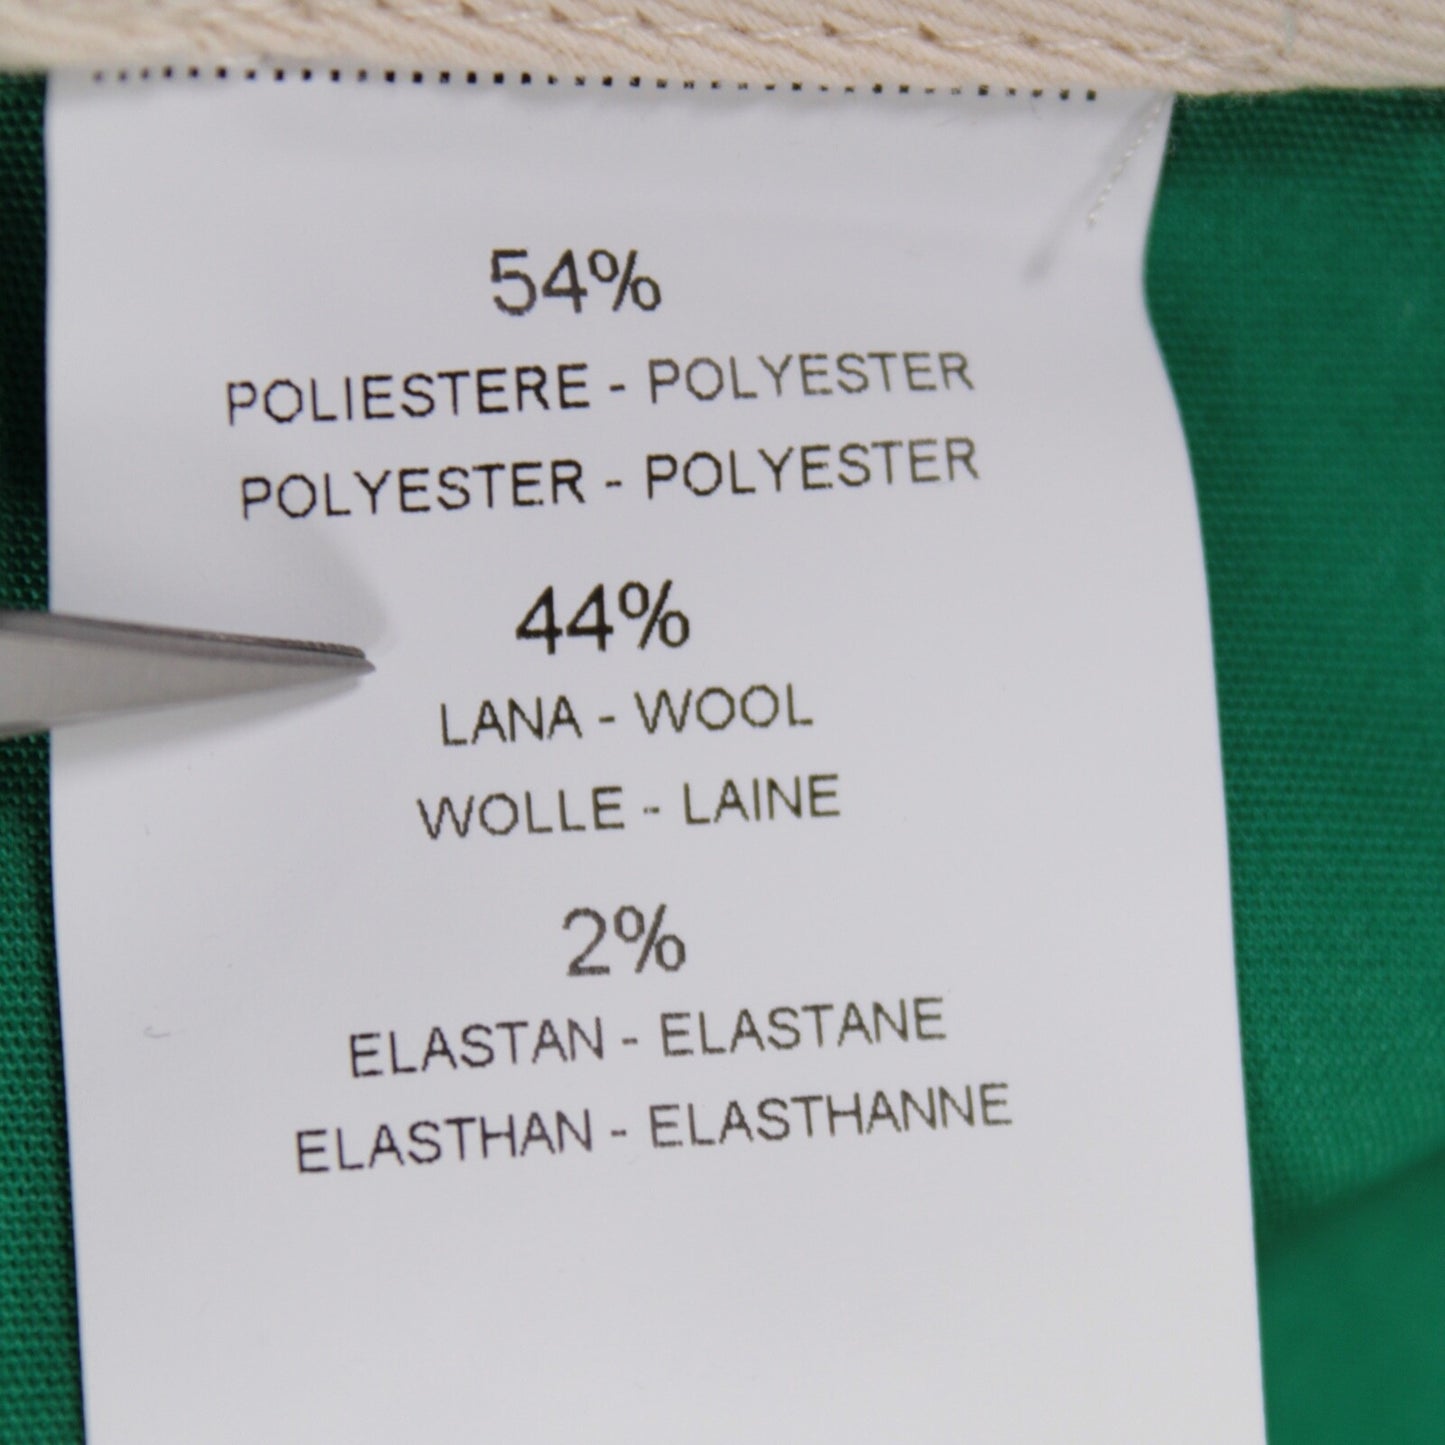 54%
POLIESTERE - POLYESTER
POLYESTER - POLYESTER
44%
LANA - WOOL
WOLLE - LAINE
2%
ELASTAN - ELASTANE
ELASTHAN - ELASTHANNE